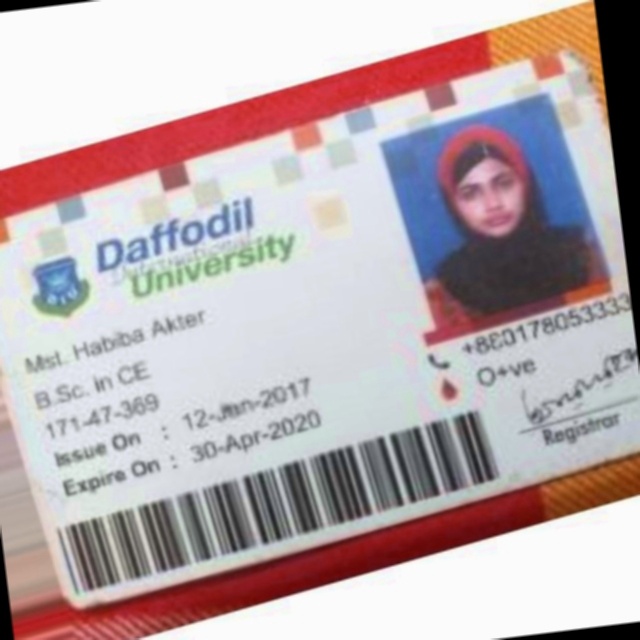 Daffodil
International
University
Mst. Habiba Akter
B.Sc. in CE
171-47-369
Issue On : 12-Jan-2017
Expire On : 30-Apr-2020
O+ve
Registrar